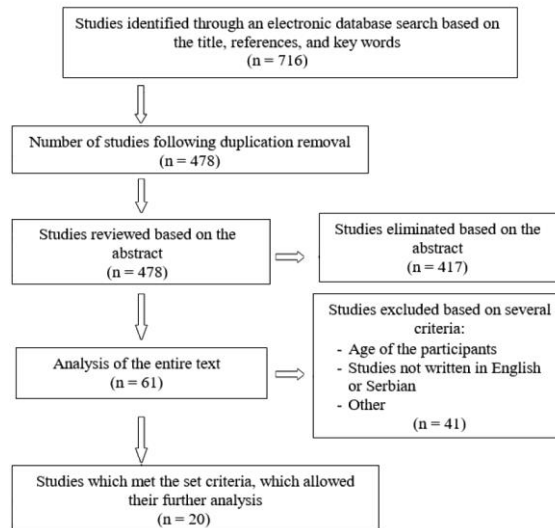 Studies identified through an electronic database search based on
the title, references, and key words
(n = 716)
Number of studies following duplication removal
(n = 478)
Studies reviewed based on the
abstract
(n = 478)
Studies eliminated based on the
abstract
(n = 417)
Analysis of the entire text
(n = 61)
Studies excluded based on several
criteria:
- Age of the participants
- Studies not written in English
or Serbian
- Other
(n = 41)
Studies which met the set criteria, which allowed
their further analysis
(n = 20)